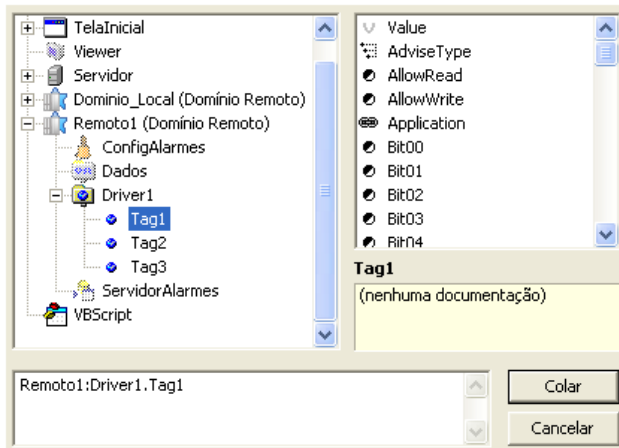 TelaInicial
Viewer
Servidor
Dominio_Local (Domínio Remoto)
Remoto1 (Domínio Remoto)
ConfigAlarmes
Dados
Driver1
Tag1
Tag2
Tag3
ServidorAlarmes
VBScript
Value
AdviseType
AllowRead
AllowWrite
Application
Bit00
Bit01
Bit02
Bit03
Bit04
Tag1
(nenhuma documentação)
Remoto1:Driver1.Tag1
Colar
Cancelar